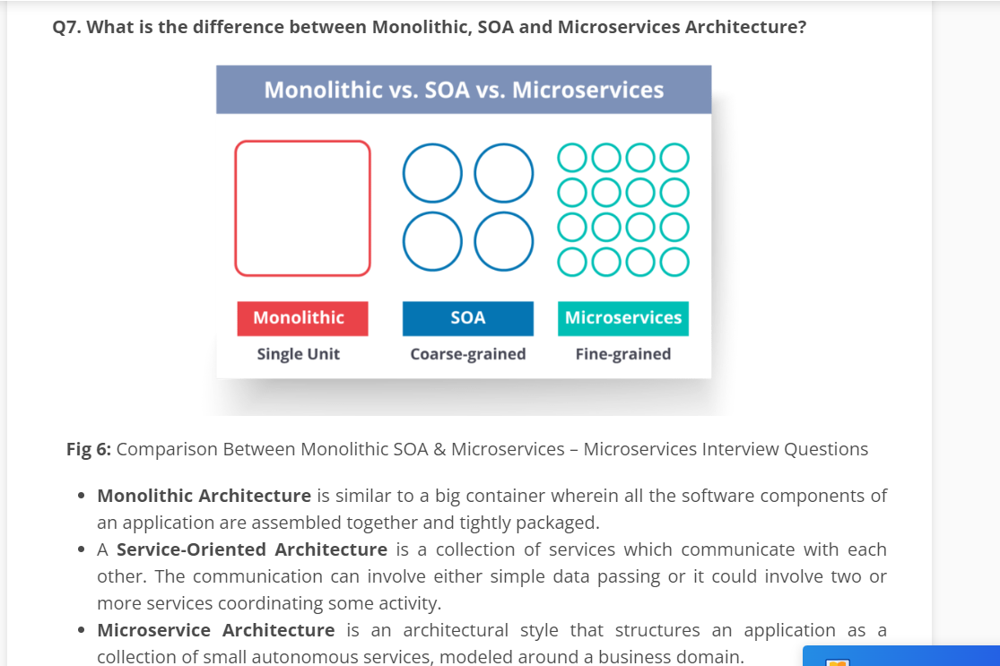 Q7. What is the difference between Monolithic, SOA and Microservices Architecture?
Monolithic vs. SOA vs. Microservices
Monolithic
SOA
Microservices
Single Unit
Coarse-grained
Fine-grained
Fig 6: Comparison Between Monolithic SOA & Microservices – Microservices Interview Questions
• Monolithic Architecture is similar to a big container wherein all the software components of
an application are assembled together and tightly packaged.
• A Service-Oriented Architecture is a collection of services which communicate with each
other. The communication can involve either simple data passing or it could involve two or
more services coordinating some activity.
• Microservice Architecture is an architectural style that structures an application as a
collection of small autonomous services, modeled around a business domain.